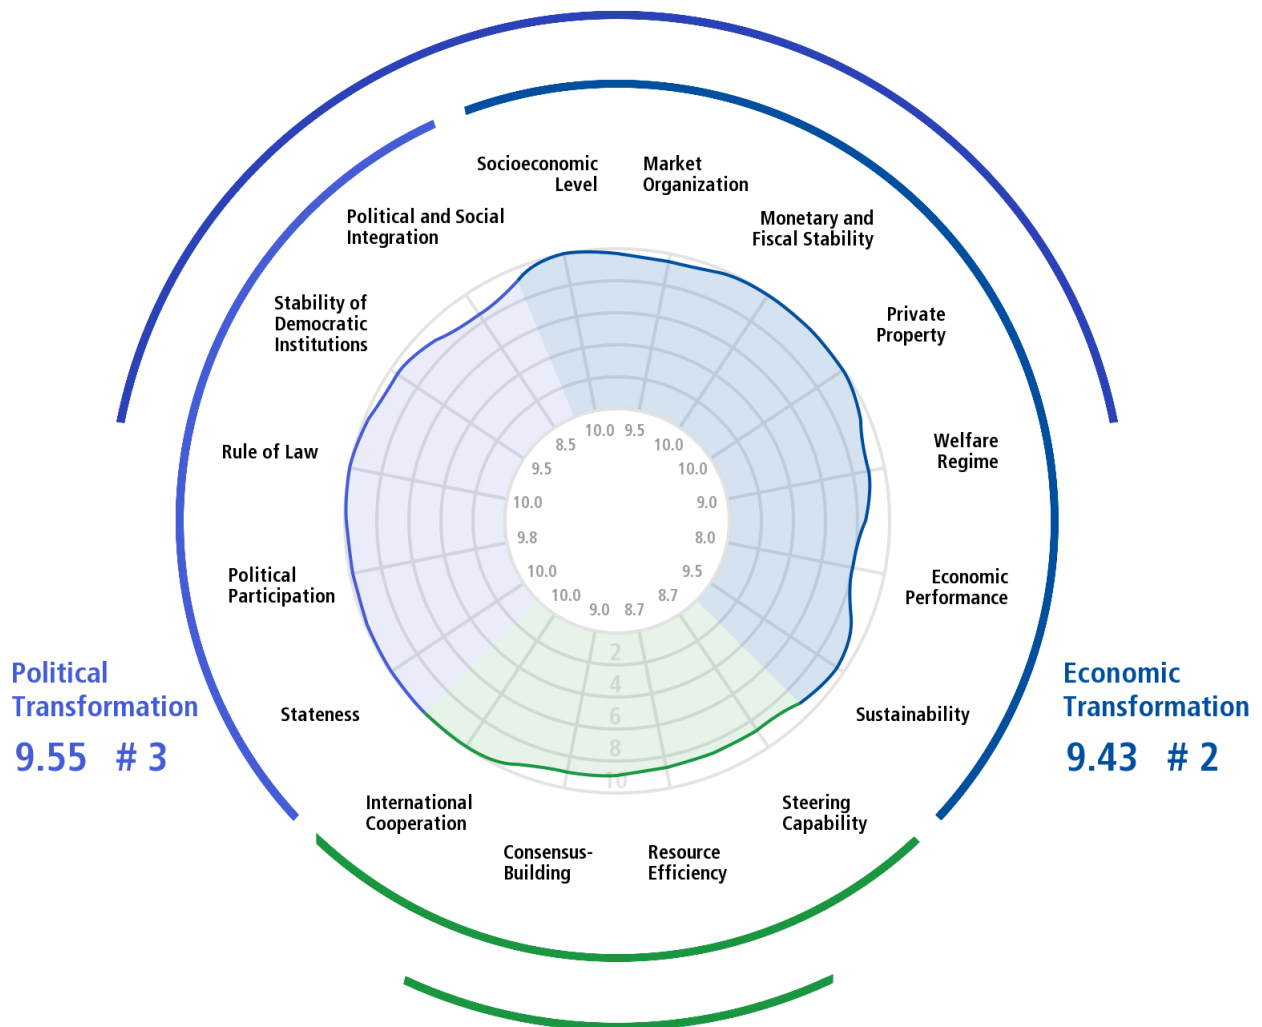 Socioeconomic
Level
Market
Organization
Political and Social
Integration
Monetary and
Fiscal Stability
Stability of
Democratic
Institutions
Private
Property
Rule of Law
Welfare
Regime
Political
Participation
Economic
Performance
Stateness
Sustainability
International
Cooperation
Steering
Capability
Consensus-
Building
Resource
Efficiency
10.0
9.5
10.0
10.0
9.0
8.0
9.5
8.7
8.7
9.0
10.0
10.0
9.8
10.0
9.5
8.5
2
4
6
8
10
Political
Transformation
9.55 # 3
Economic
Transformation
9.43 # 2